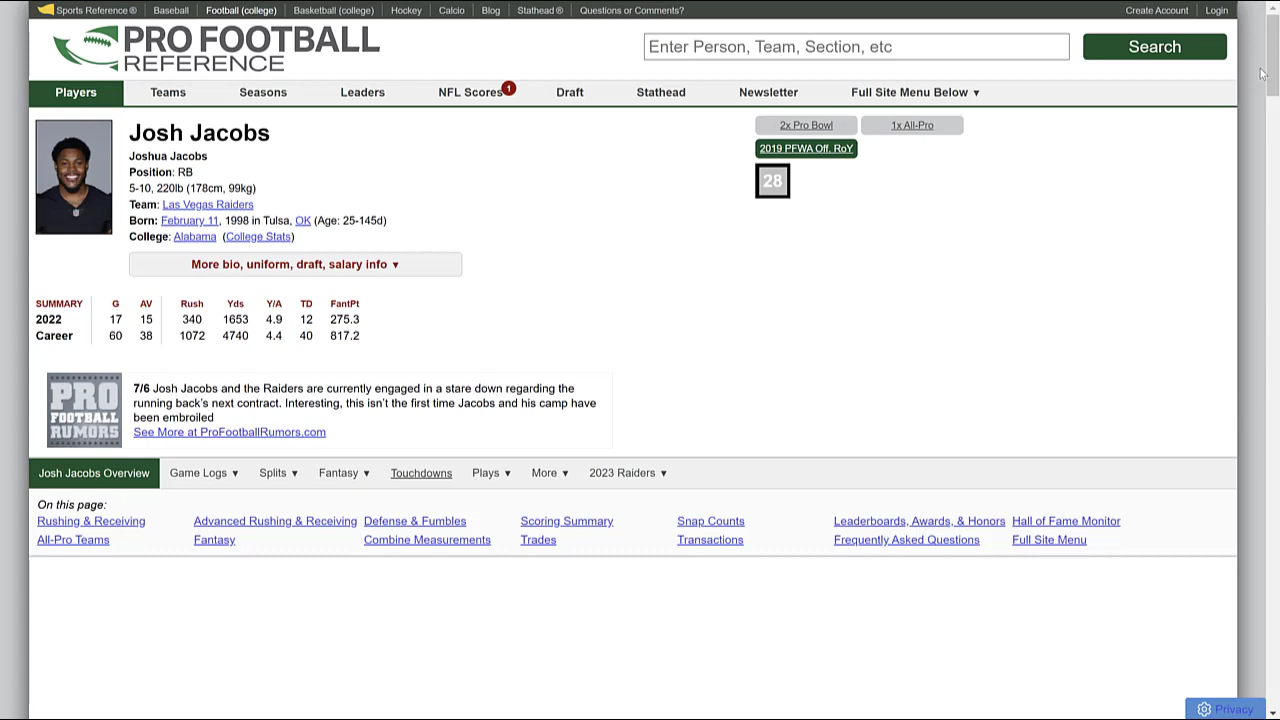 Sports Reference ® Baseball Football (college) Basketball (college) Hockey Calcio Blog Stathead ® Questions or Comments? Create Account Login
PRO FOOTBALL
REFERENCE
Enter Person, Team, Section, etc Search
Players Teams Seasons Leaders NFL Scores 1 Draft Stathead Newsletter Full Site Menu Below ▼
Josh Jacobs
2x Pro Bowl 1x All-Pro
Joshua Jacobs
2019 PFWA Off. RoY
Position: RB
5-10, 220lb (178cm, 99kg)
28
Team: Las Vegas Raiders
Born: February 11, 1998 in Tulsa, OK (Age: 25-145d)
College: Alabama (College Stats)
More bio, uniform, draft, salary info ▼
SUMMARY G AV Rush Yds Y/A TD FantPt
2022 17 15 340 1653 4.9 12 275.3
Career 60 38 1072 4740 4.4 40 817.2
PRO
FOOTBALL
RUMORS
7/6 Josh Jacobs and the Raiders are currently engaged in a stare down regarding the
running back's next contract. Interesting, this isn't the first time Jacobs and his camp have
been embroiled
See More at ProFootballRumors.com
Josh Jacobs Overview Game Logs ▼ Splits ▼ Fantasy ▼ Touchdowns Plays ▼ More ▼ 2023 Raiders ▼
On this page:
Rushing & Receiving Advanced Rushing & Receiving Defense & Fumbles Scoring Summary Snap Counts Leaderboards, Awards, & Honors Hall of Fame Monitor
All-Pro Teams Fantasy Combine Measurements Trades Transactions Frequently Asked Questions Full Site Menu
Privacy